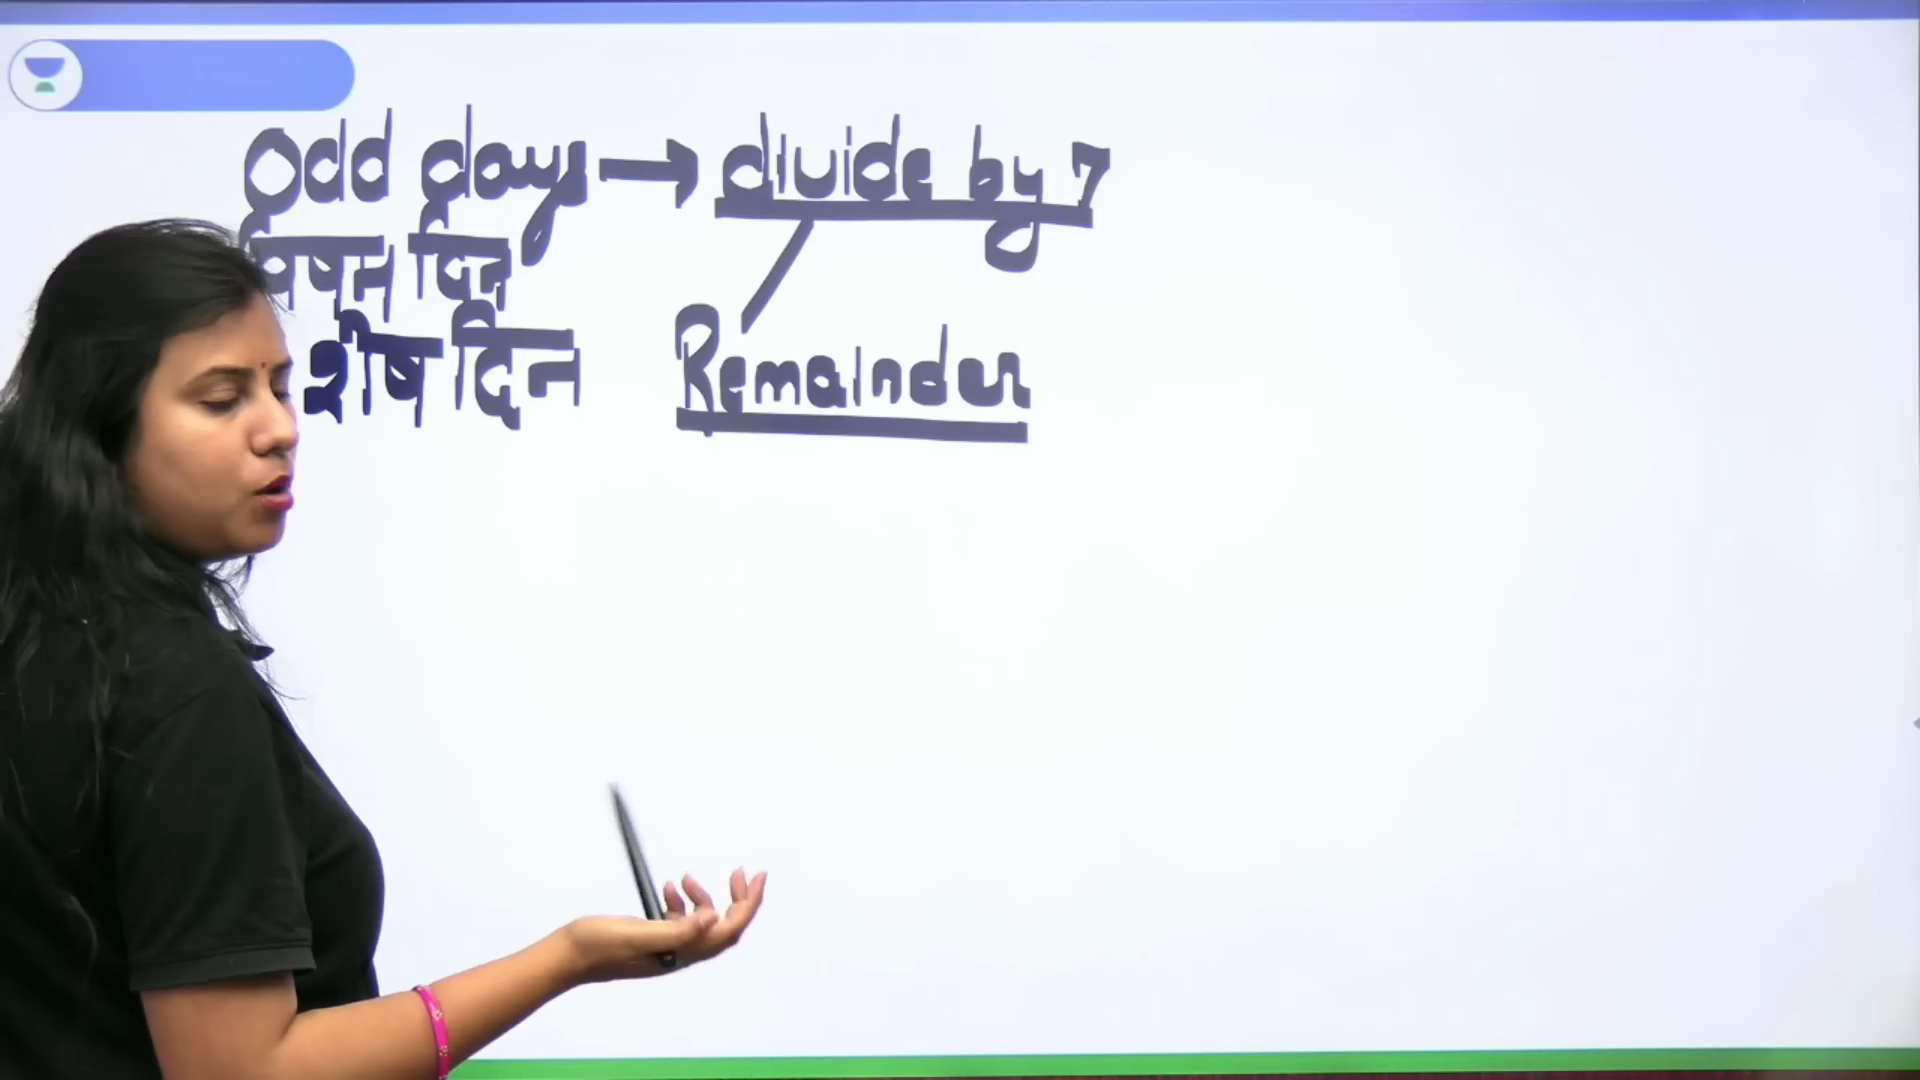 Odd days → divide by 7
विषम दिन
शेष दिन Remainder